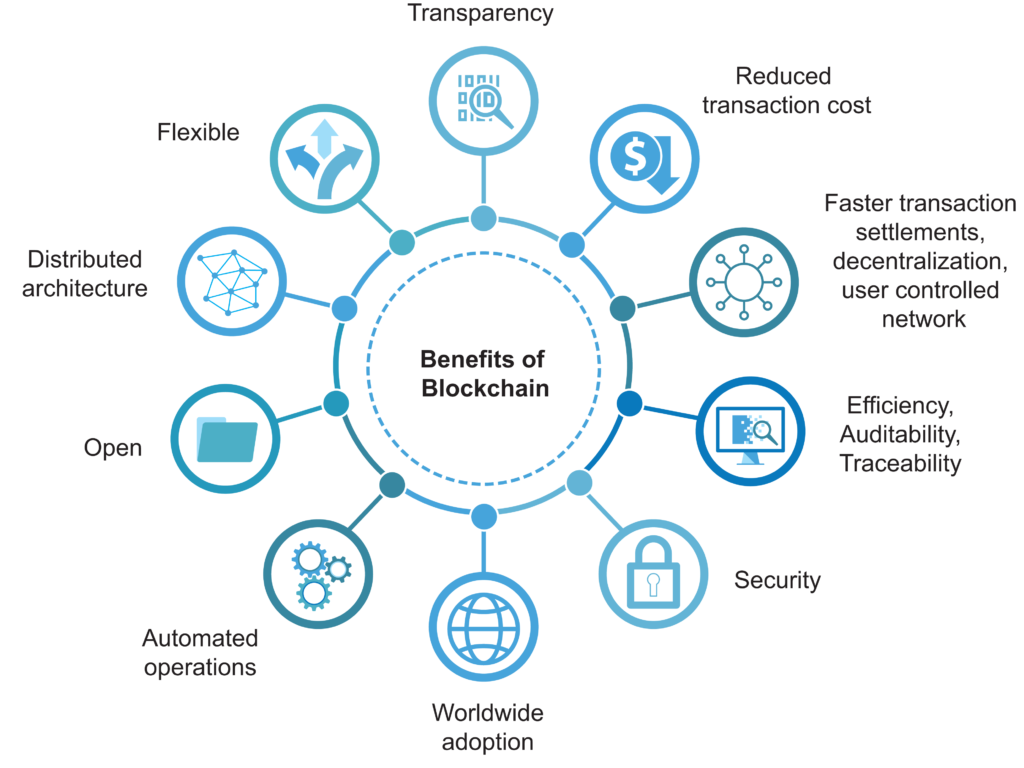 Transparency
Reduced
transaction cost
Faster transaction
settlements,
decentralization,
user controlled
network
Efficiency,
Auditability,
Traceability
Security
Worldwide
adoption
Automated
operations
Open
Distributed
architecture
Flexible
Benefits of
Blockchain